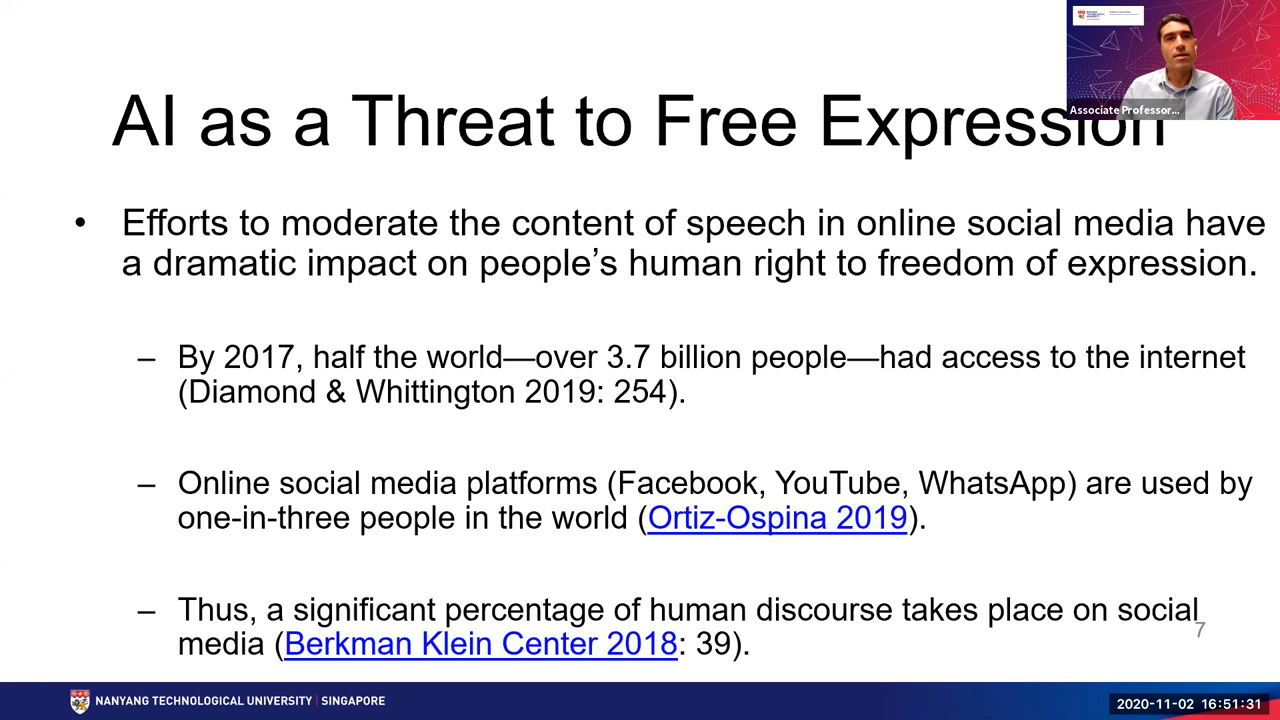 AI as a Threat to Free Expression
Associate Professor...
• Efforts to moderate the content of speech in online social media have
a dramatic impact on people’s human right to freedom of expression.
– By 2017, half the world—over 3.7 billion people—had access to the internet
(Diamond & Whittington 2019: 254).
– Online social media platforms (Facebook, YouTube, WhatsApp) are used by
one-in-three people in the world (Ortiz-Ospina 2019).
– Thus, a significant percentage of human discourse takes place on social
media (Berkman Klein Center 2018: 39).
7
NANYANG TECHNOLOGICAL UNIVERSITY | SINGAPORE
2020-11-02 16:51:31